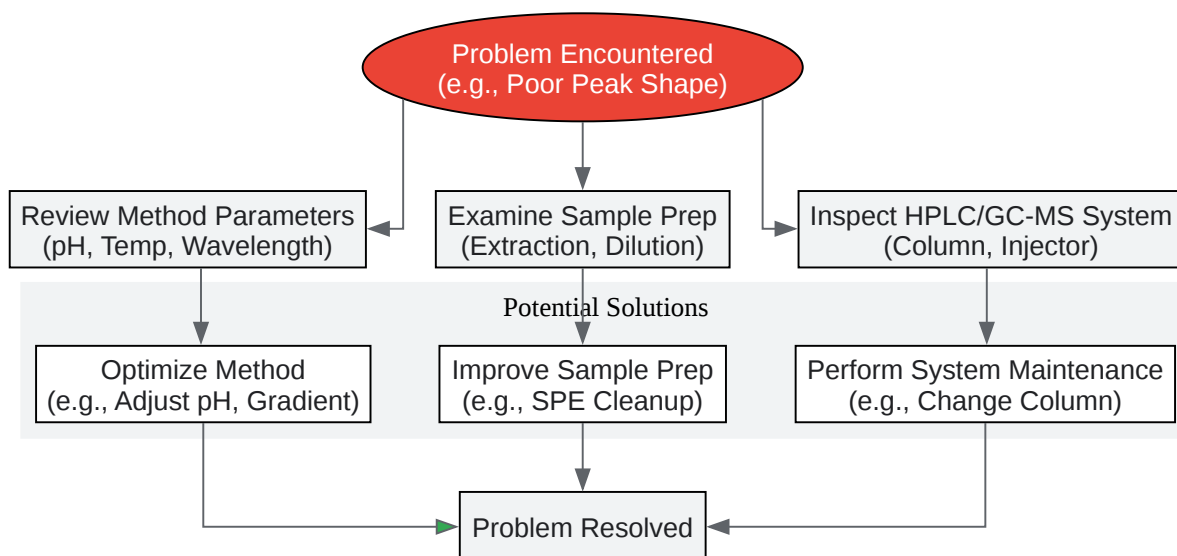 Problem Encountered
(e.g., Poor Peak Shape)
Review Method Parameters
(pH, Temp, Wavelength)
Examine Sample Prep
(Extraction, Dilution)
Inspect HPLC/GC-MS System
(Column, Injector)
Potential Solutions
Optimize Method
(e.g., Adjust pH, Gradient)
Improve Sample Prep
(e.g., SPE Cleanup)
Perform System Maintenance
(e.g., Change Column)
Problem Resolved